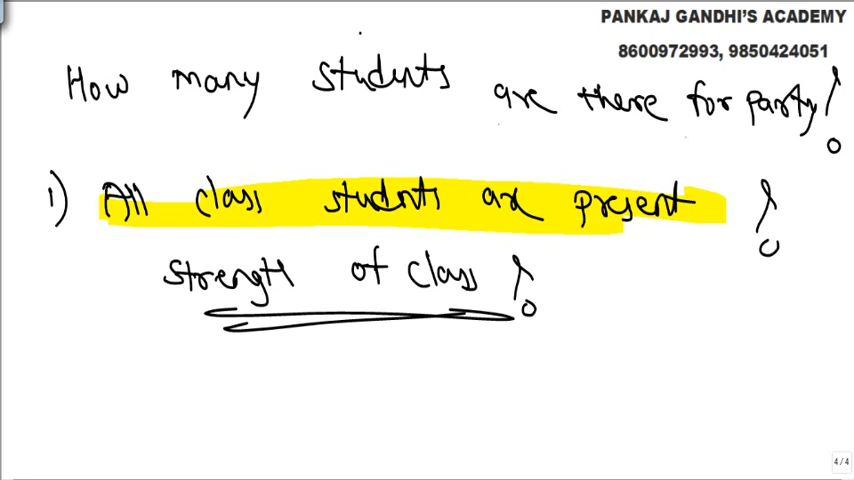 PANKAJ GANDHI'S ACADEMY
8600972993, 9850424051
How many students are there for party?
1) All class students are present ?
strength of class ?
4/4